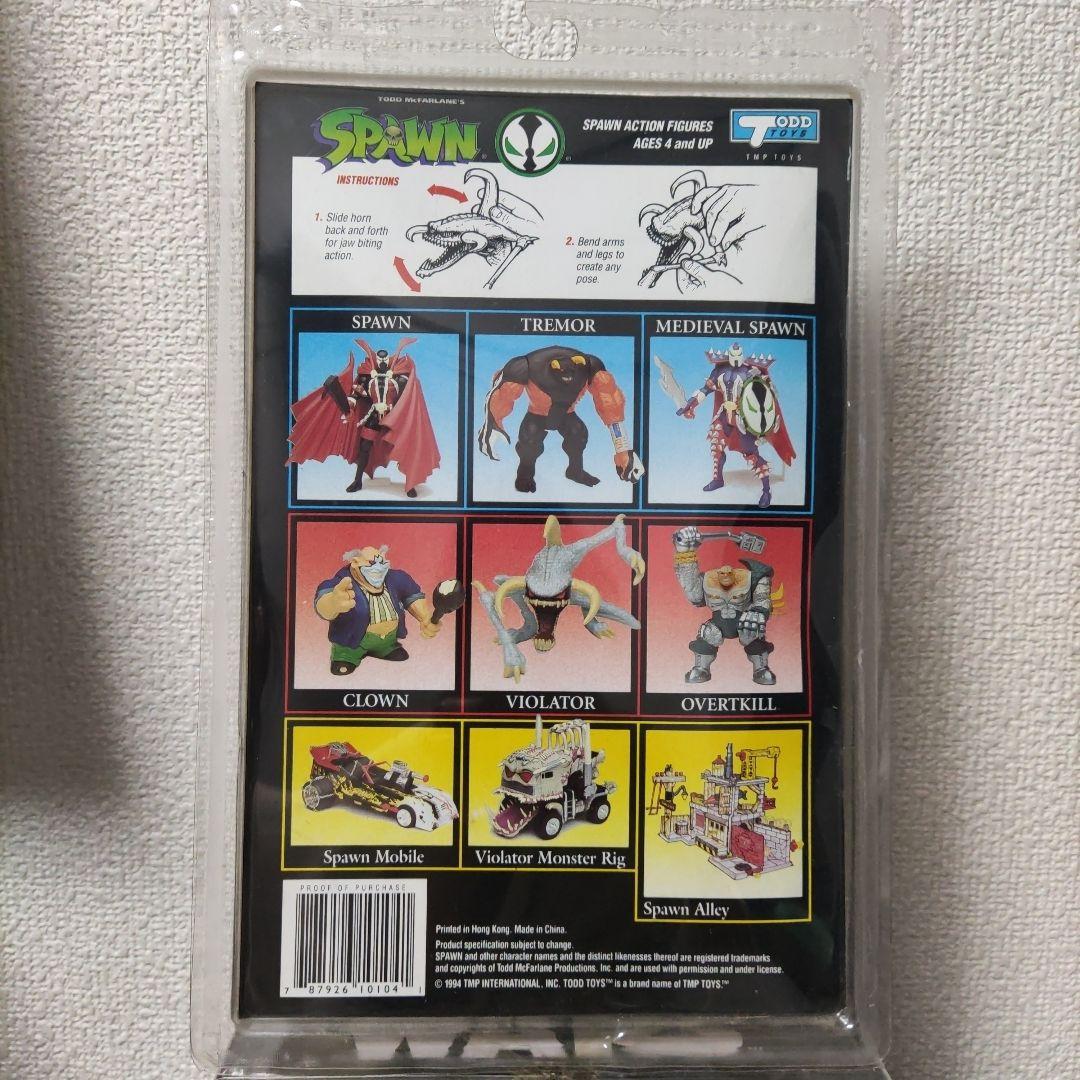 TODD McFARLANE'S
SPAWN
SPAWN ACTION FIGURES
AGES 4 and UP
TODD
TOYS
TMP TOYS
INSTRUCTIONS
1. Slide horn
back and forth
for jaw biting
action.
2. Bend arms
and legs to
create any
pose.
SPAWN
TREMOR
MEDIEVAL SPAWN
CLOWN
VIOLATOR
OVERTKILL
Spawn Mobile
Violator Monster Rig
Spawn Alley
PROOF OF PURCHASE
7 87926 10104 1
Printed in Hong Kong. Made in China.
Product specification subject to change.
SPAWN and other character names and the distinct likenesses thereof are registered trademarks
and copyrights of Todd McFarlane Productions, Inc. and are used with permission and under license.
© 1994 TMP INTERNATIONAL, INC. TODD TOYS™ is a brand name of TMP TOYS.™